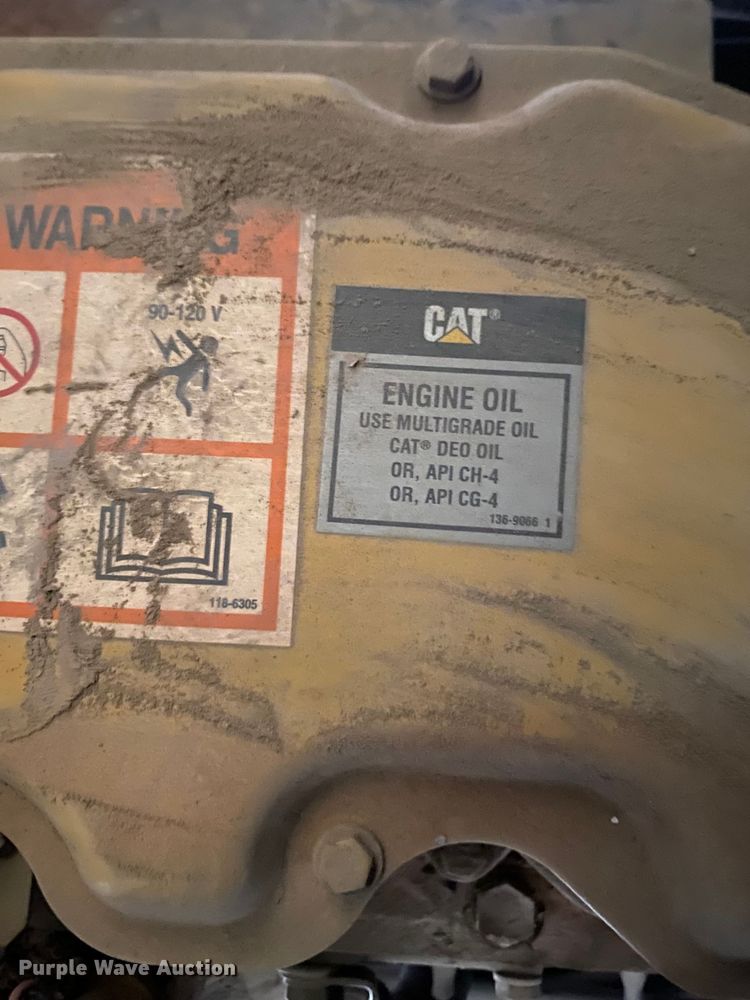 WARNING
90-120 V
118-6305
CAT®
ENGINE OIL
USE MULTIGRADE OIL
CAT® DEO OIL
OR, API CH-4
OR, API CG-4
136-9066 1
Purple Wave Auction